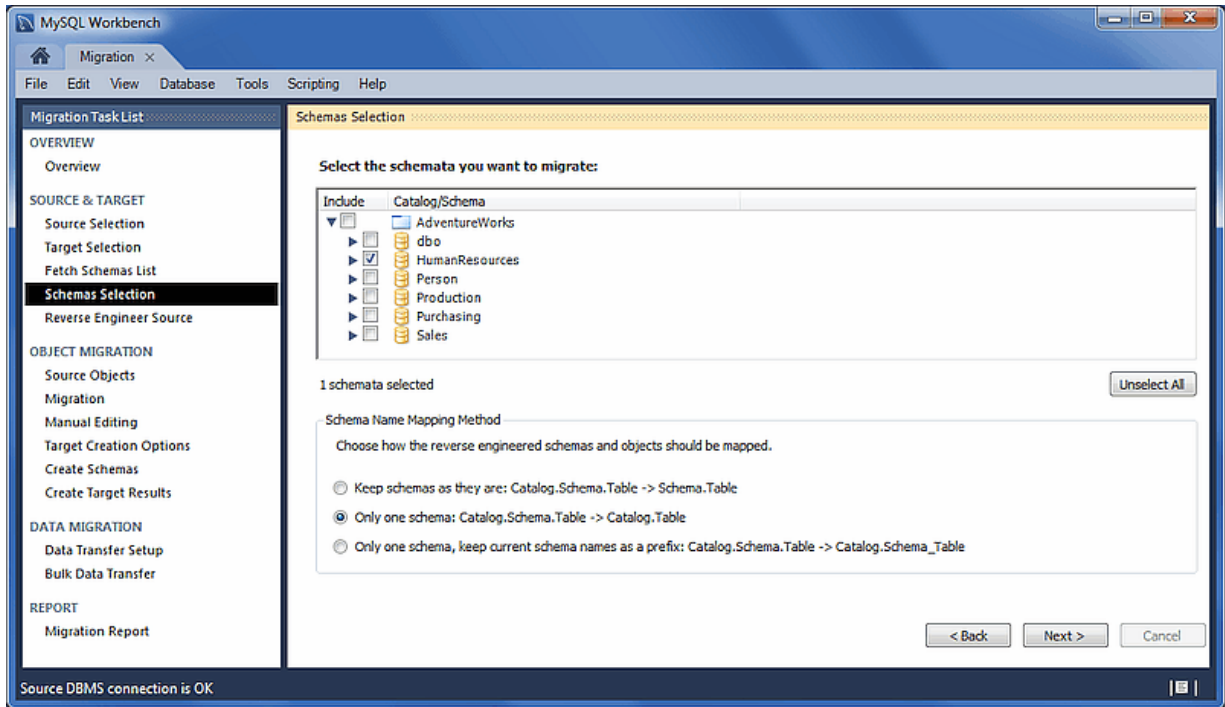 MySQL Workbench
Migration
File Edit View Database Tools Scripting Help
Migration Task List
OVERVIEW
Overview
SOURCE & TARGET
Source Selection
Target Selection
Fetch Schemas List
Schemas Selection
Reverse Engineer Source
OBJECT MIGRATION
Source Objects
Migration
Manual Editing
Target Creation Options
Create Schemas
Create Target Results
DATA MIGRATION
Data Transfer Setup
Bulk Data Transfer
REPORT
Migration Report
Schemas Selection
Select the schemata you want to migrate:
Include Catalog/Schema
AdventureWorks
dbo
HumanResources
Person
Production
Purchasing
Sales
1 schemata selected
Unselect All
Schema Name Mapping Method
Choose how the reverse engineered schemas and objects should be mapped.
Keep schemas as they are: Catalog.Schema.Table -> Schema.Table
Only one schema: Catalog.Schema.Table -> Catalog.Table
Only one schema, keep current schema names as a prefix: Catalog.Schema.Table -> Catalog.Schema_Table
< Back Next > Cancel
Source DBMS connection is OK